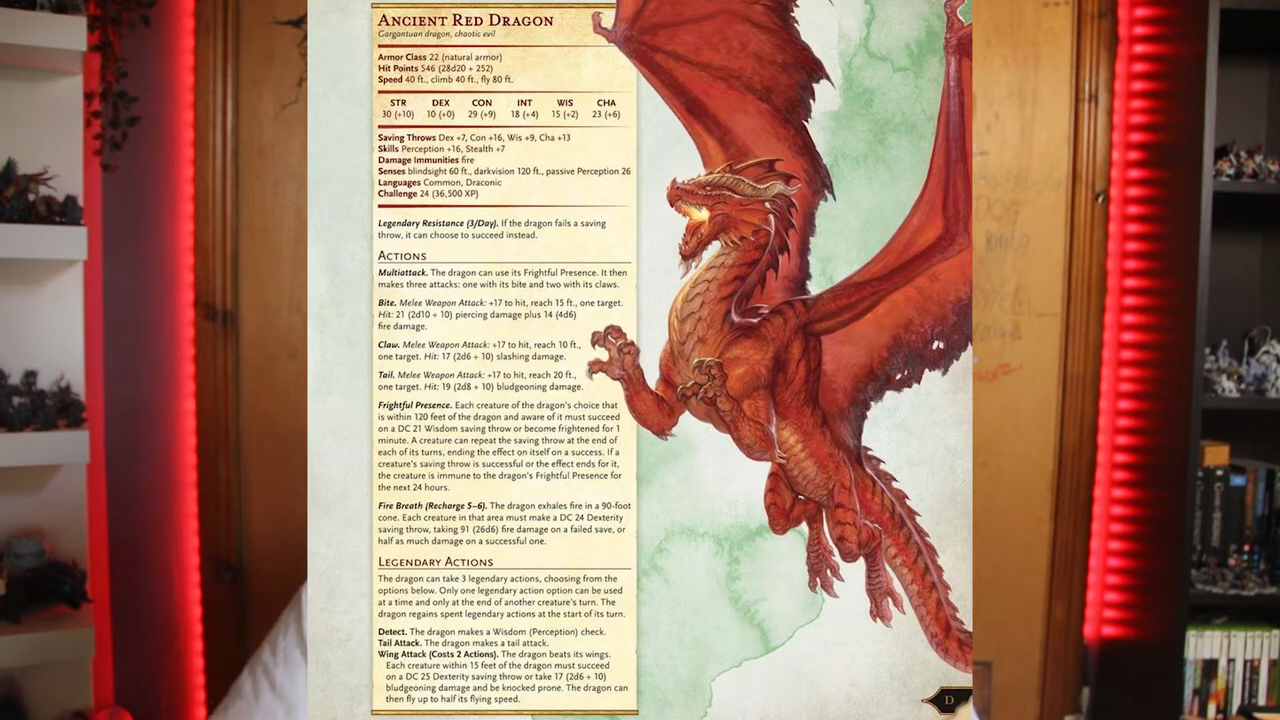 ANCIENT RED DRAGON
Gargantuan dragon, chaotic evil
Armor Class 22 (natural armor)
Hit Points 546 (28d20 + 252)
Speed 40 ft., climb 40 ft., fly 80 ft.
STR DEX CON INT WIS CHA
30 (+10) 10 (+0) 29 (+9) 18 (+4) 15 (+2) 23 (+6)
Saving Throws Dex +7, Con +16, Wis +9, Cha +13
Skills Perception +16, Stealth +7
Damage Immunities fire
Senses blindsight 60 ft., darkvision 120 ft., passive Perception 26
Languages Common, Draconic
Challenge 24 (36,500 XP)
Legendary Resistance (3/Day). If the dragon fails a saving
throw, it can choose to succeed instead.
ACTIONS
Multiattack. The dragon can use its Frightful Presence. It then
makes three attacks: one with its bite and two with its claws.
Bite. Melee Weapon Attack: +17 to hit, reach 15 ft., one target.
Hit: 21 (2d10 + 10) piercing damage plus 14 (4d6)
fire damage.
Claw. Melee Weapon Attack: +17 to hit, reach 10 ft.,
one target. Hit: 17 (2d6 + 10) slashing damage.
Tail. Melee Weapon Attack: +17 to hit, reach 20 ft.,
one target. Hit: 19 (2d8 + 10) bludgeoning damage.
Frightful Presence. Each creature of the dragon's choice that
is within 120 feet of the dragon and aware of it must succeed
on a DC 21 Wisdom saving throw or become frightened for 1
minute. A creature can repeat the saving throw at the end of
each of its turns, ending the effect on itself on a success. If a
creature's saving throw is successful or the effect ends for it,
the creature is immune to the dragon's Frightful Presence for
the next 24 hours.
Fire Breath (Recharge 5–6). The dragon exhales fire in a 90-foot
cone. Each creature in that area must make a DC 24 Dexterity
saving throw, taking 91 (26d6) fire damage on a failed save, or
half as much damage on a successful one.
LEGENDARY ACTIONS
The dragon can take 3 legendary actions, choosing from the
options below. Only one legendary action option can be used
at a time and only at the end of another creature's turn. The
dragon regains spent legendary actions at the start of its turn.
Detect. The dragon makes a Wisdom (Perception) check.
Tail Attack. The dragon makes a tail attack.
Wing Attack (Costs 2 Actions). The dragon beats its wings.
Each creature within 15 feet of the dragon must succeed
on a DC 25 Dexterity saving throw or take 17 (2d6 + 10)
bludgeoning damage and be knocked prone. The dragon can
then fly up to half its flying speed.
D